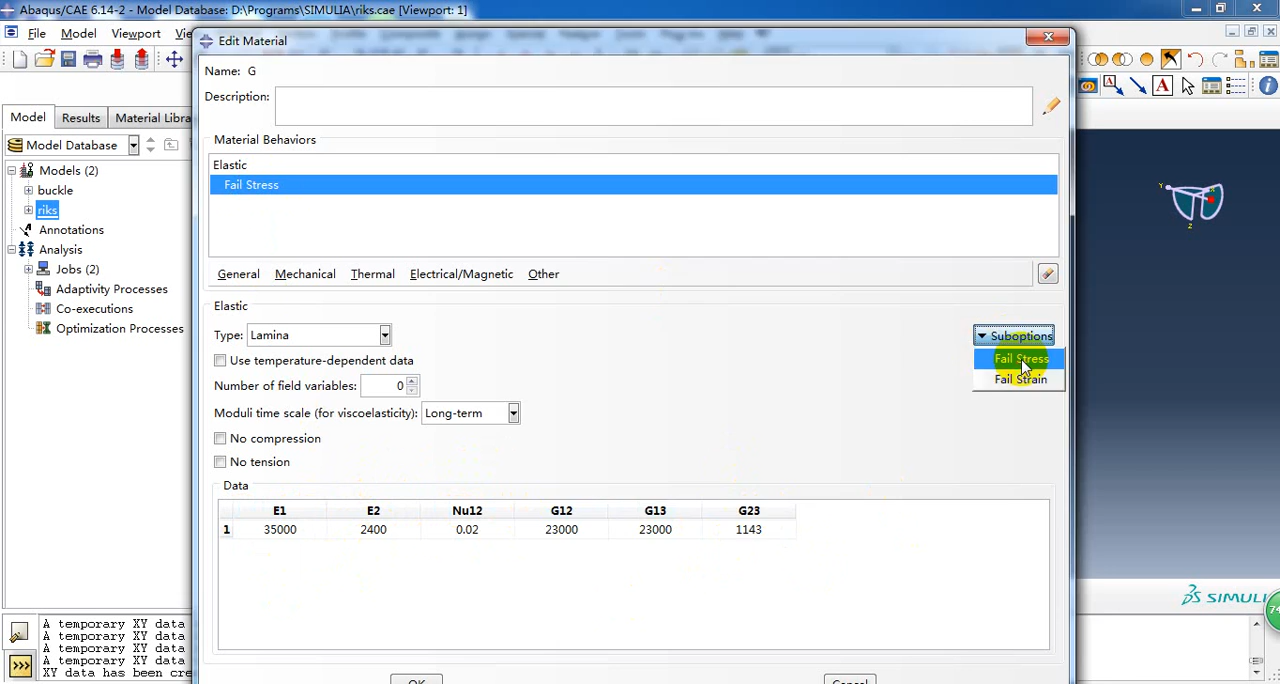 Abaqus/CAE 6.14-2 - Model Database: D:\Programs\SIMULIA\riks.cae [Viewport: 1]
File Model Viewport
Edit Material
Name: G
Description:
Model Results Material Libra
Model Database
Models (2)
buckle
riks
Annotations
Analysis
Jobs (2)
Adaptivity Processes
Co-executions
Optimization Processes
Material Behaviors
Elastic
Fail Stress
General Mechanical Thermal Electrical/Magnetic Other
Elastic
Type: Lamina
Suboptions
Fail Stress
Fail Strain
Use temperature-dependent data
Number of field variables: 0
Moduli time scale (for viscoelasticity): Long-term
No compression
No tension
Data
E1 E2 Nu12 G12 G13 G23
1 35000 2400 0.02 23000 23000 1143
OK Cancel
Y
Z
SIMULI
74
A temporary XY data
A temporary XY data
A temporary XY data
A temporary XY data
XY data has been cre
>>>